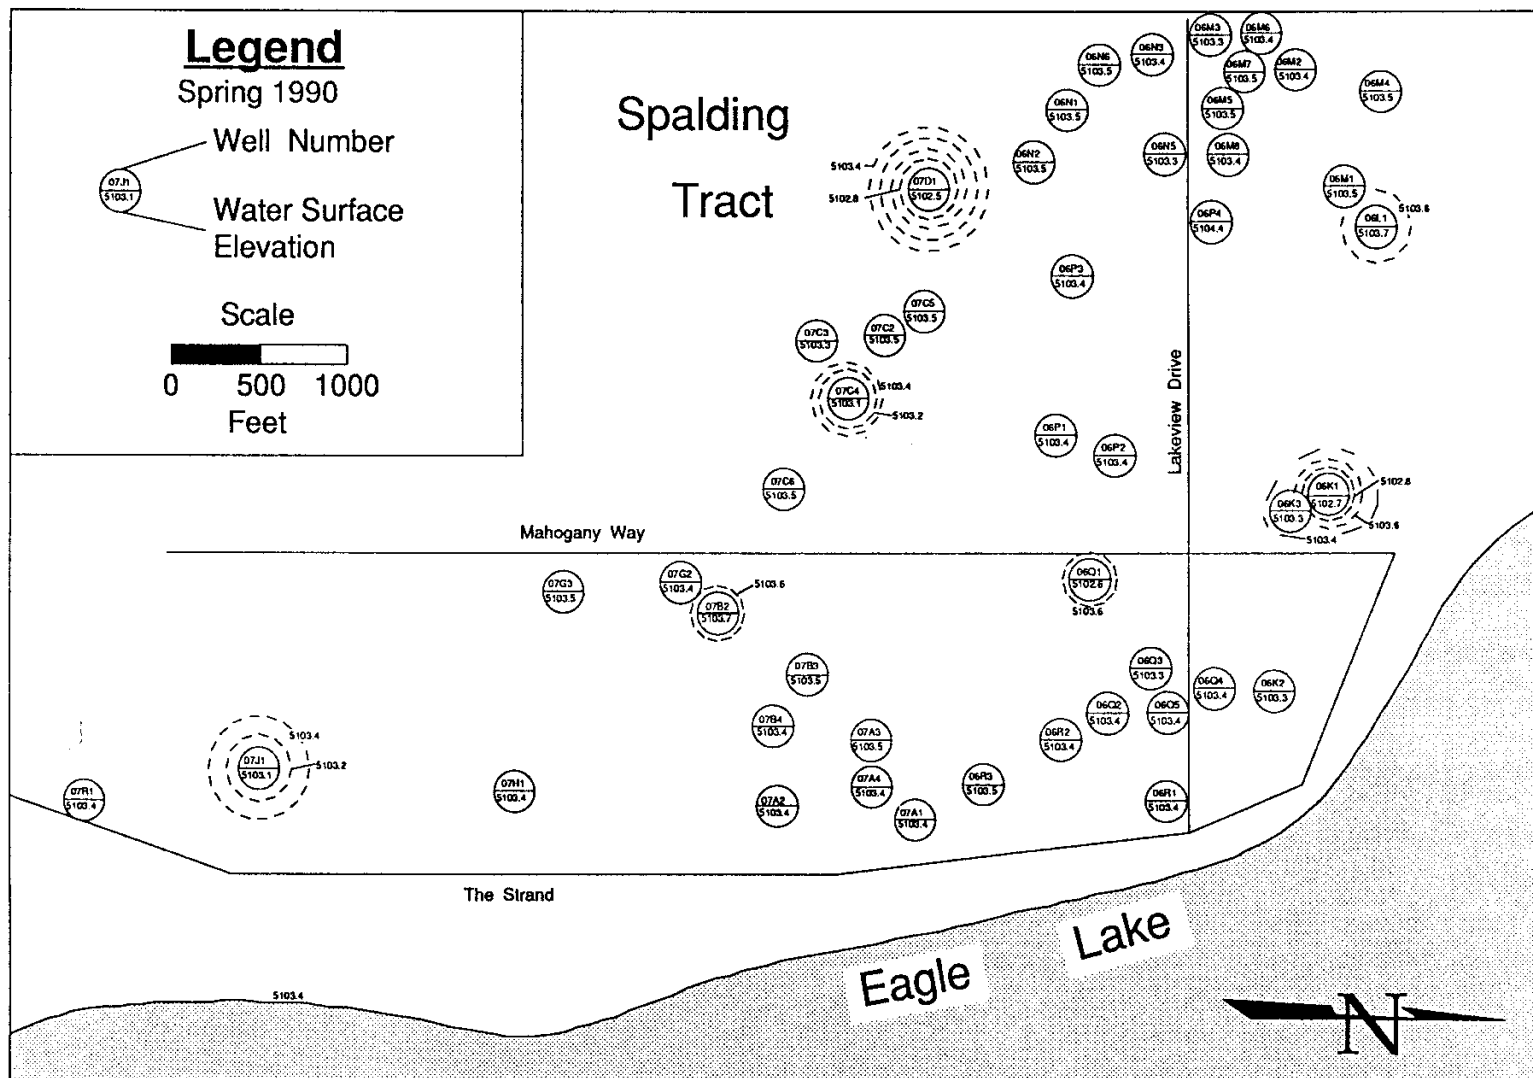 Legend
Spring 1990
Well Number
07J1
5103.1
Water Surface
Elevation
Scale
0 500 1000
Feet
Spalding
Tract
06M3
5103.3
06M6
5103.4
06N3
5103.4
06N6
5103.5
06M7
5103.5
06M2
5103.4
06M4
5103.5
06N1
5103.5
06M5
5103.5
06N2
5103.5
06N5
5103.3
06M8
5103.4
5103.4
5102.8
07D1
5102.5
06M1
5103.5
5103.6
06L1
5103.7
06P4
5104.4
06P3
5103.4
07C5
5103.5
07C3
5103.3
07C2
5103.5
07C4
5103.1
5103.4
5103.2
Lakeview Drive
06P1
5103.4
06P2
5103.4
07C6
5103.5
06K1
5102.7
06K3
5103.3
5102.8
5103.6
5103.4
Mahogany Way
07G3
5103.5
07G2
5103.4
07B2
5103.7
5103.6
06Q1
5102.6
5103.6
07B3
5103.5
06Q3
5103.3
06Q4
5103.4
06K2
5103.3
06Q2
5103.4
06Q5
5103.4
07B4
5103.4
07A3
5103.5
06R2
5103.4
5103.4
5103.2
07J1
5103.1
07R1
5103.4
07H1
5103.4
07A2
5103.4
07A4
5103.4
06R3
5103.5
06R1
5103.4
07A1
5103.4
The Strand
Eagle Lake
5103.4
N